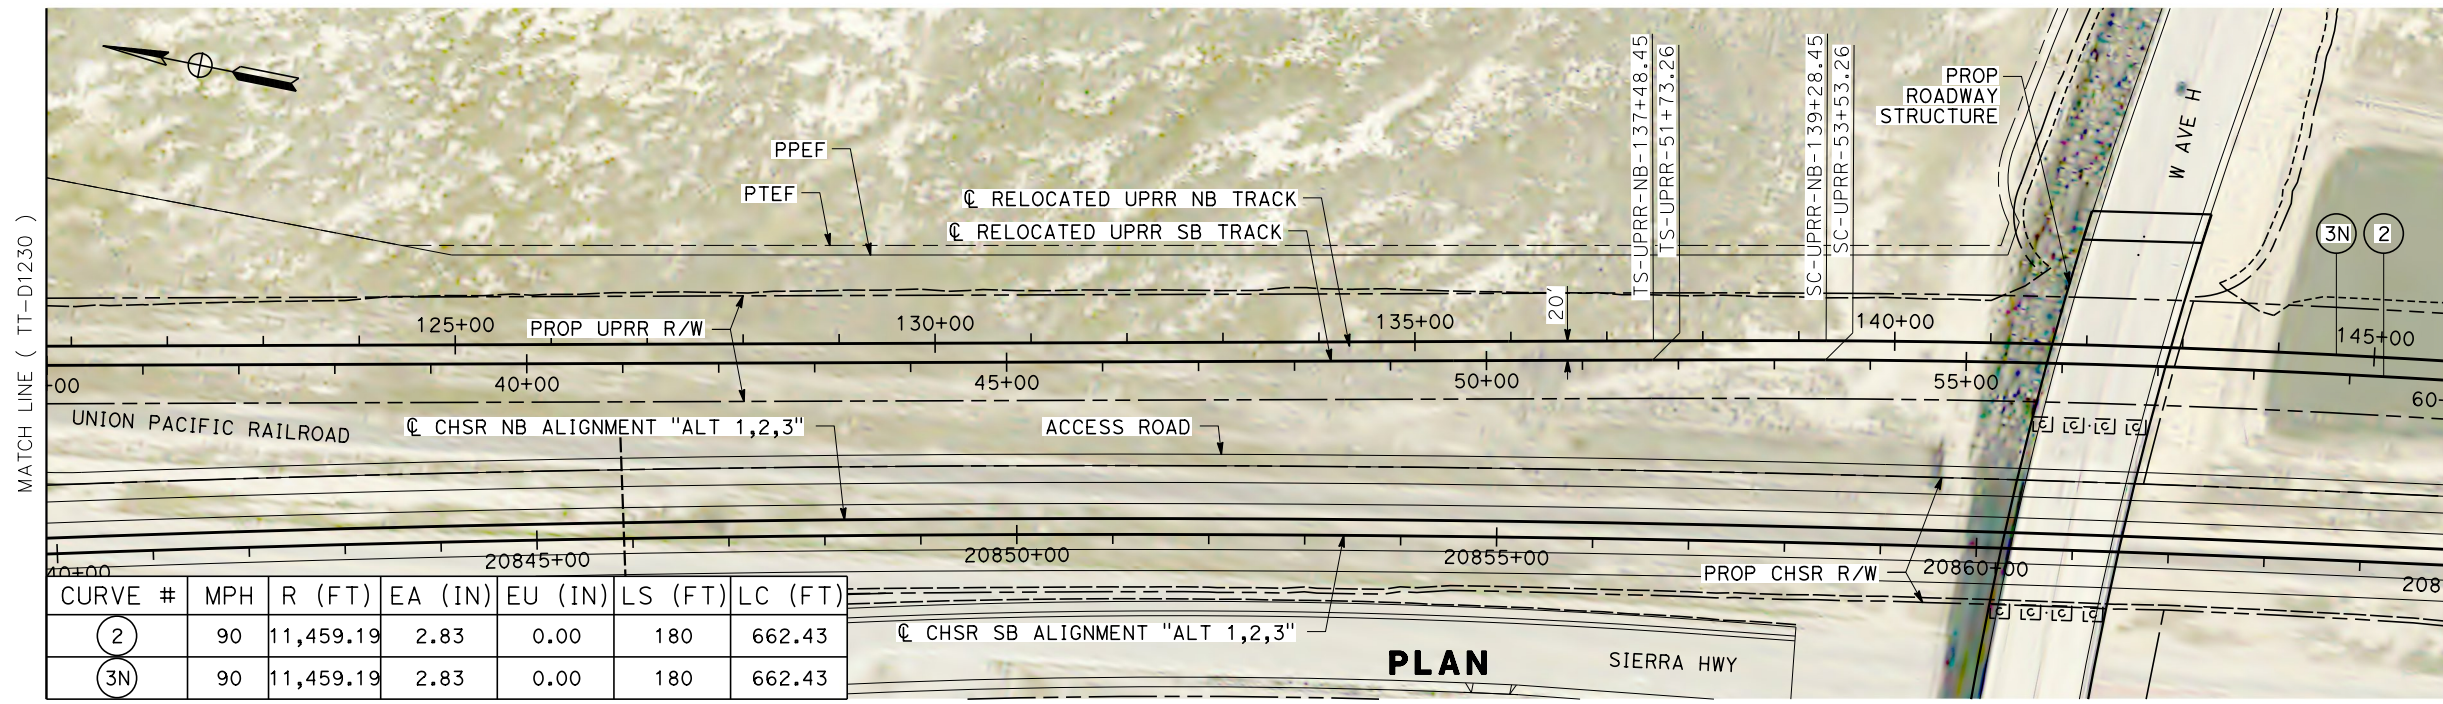 MATCH LINE ( TT-D1230 )
PPEF
PTEF
℄ RELOCATED UPRR NB TRACK
℄ RELOCATED UPRR SB TRACK
TS-UPRR-NB-137+48.45
TS-UPRR-51+73.26
SC-UPRR-NB-139+28.45
SC-UPRR-53+53.26
PROP
ROADWAY
STRUCTURE
W AVE H
3N
2
20'
125+00
PROP UPRR R/W
130+00
135+00
140+00
145+00
+00
40+00
45+00
50+00
55+00
60-
UNION PACIFIC RAILROAD
℄ CHSR NB ALIGNMENT "ALT 1,2,3"
ACCESS ROAD
C C C C
40+00
20845+00
20850+00
20855+00
PROP CHSR R/W
20860+00
208
C C C C
CURVE # MPH R (FT) EA (IN) EU (IN) LS (FT) LC (FT)
2 90 11,459.19 2.83 0.00 180 662.43
3N 90 11,459.19 2.83 0.00 180 662.43
℄ CHSR SB ALIGNMENT "ALT 1,2,3"
PLAN
SIERRA HWY